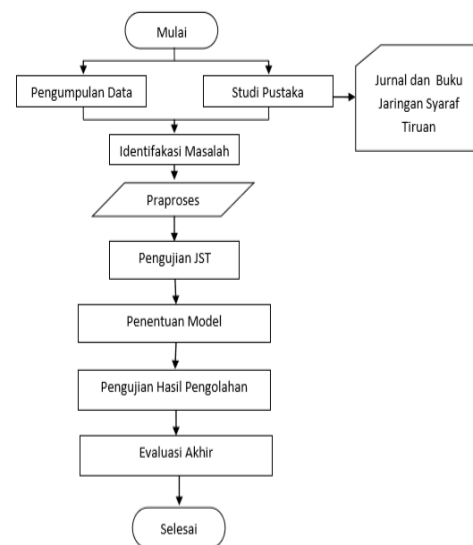 Mulai
Pengumpulan Data
Studi Pustaka
Jurnal dan Buku
Jaringan Syaraf
Tiruan
Identifakasi Masalah
Praproses
Pengujian JST
Penentuan Model
Pengujian Hasil Pengolahan
Evaluasi Akhir
Selesai